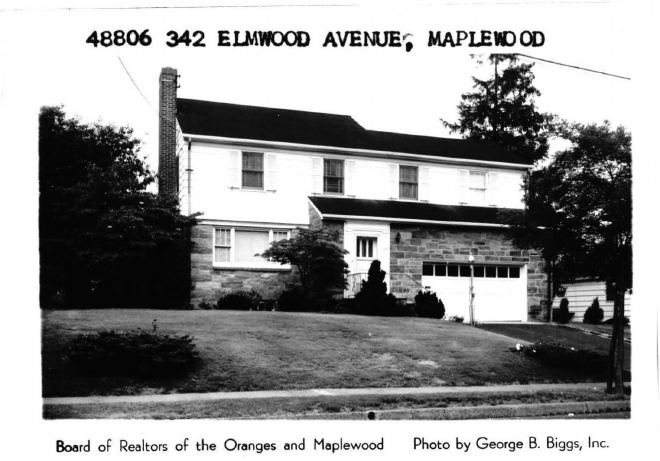 48806 342 ELMWOOD AVENUE, MAPLEWOOD
Board of Realtors of the Oranges and Maplewood Photo by George B. Biggs, Inc.